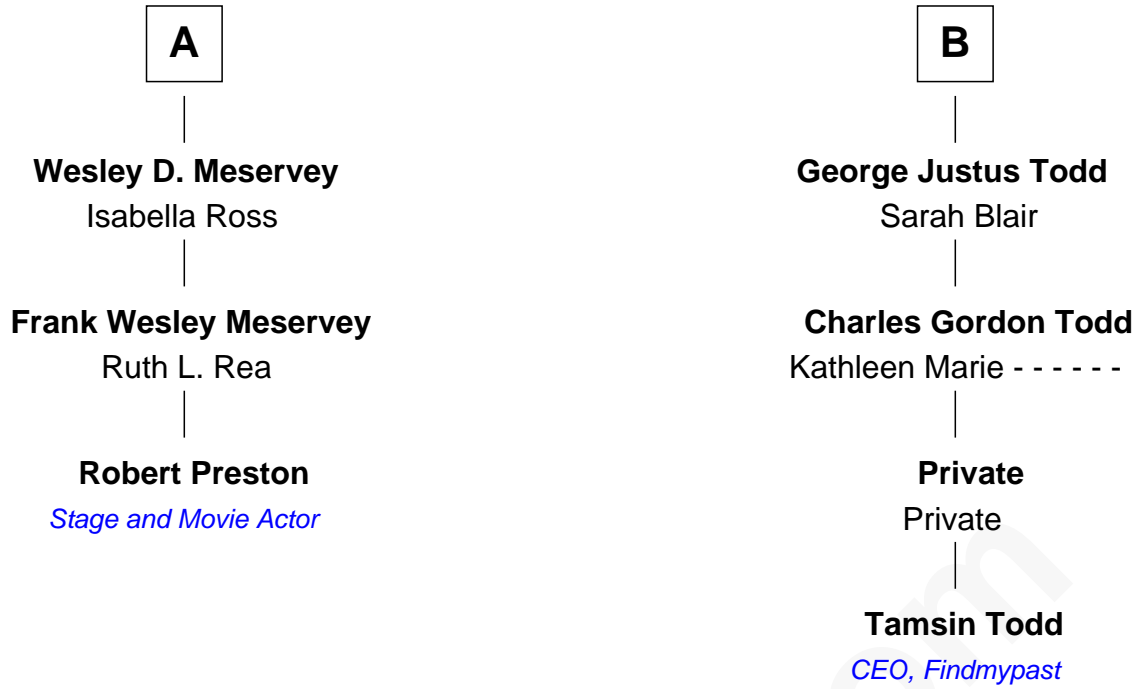 A
Wesley D. Meservey
Isabella Ross
Frank Wesley Meservey
Ruth L. Rea
Robert Preston
Stage and Movie Actor
B
George Justus Todd
Sarah Blair
Charles Gordon Todd
Kathleen Marie - - - - - -
Private
Private
Tamsin Todd
CEO, Findmypast